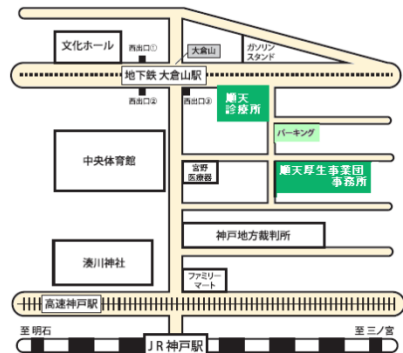 文化ホール
西出口①
大倉山
ガソリン
スタンド
地下鉄 大倉山駅
西出口②
西出口③
順天
診療所
パーキング
中央体育館
宮野
医療器
順天厚生事業団
事務所
神戸地方裁判所
湊川神社
ファミリー
マート
高速神戸駅
至 明石
至 三ノ宮
JR神戸駅